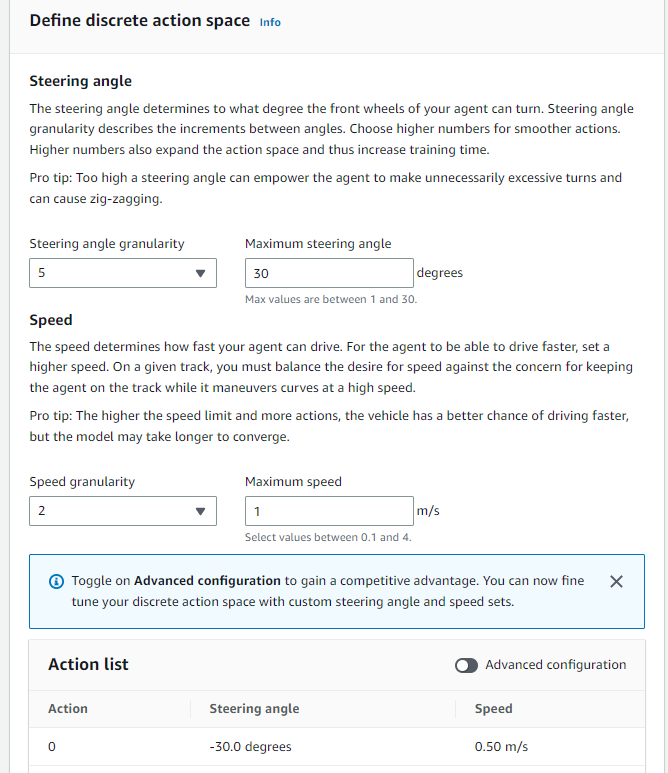 Define discrete action space Info
Steering angle
The steering angle determines to what degree the front wheels of your agent can turn. Steering angle
granularity describes the increments between angles. Choose higher numbers for smoother actions.
Higher numbers also expand the action space and thus increase training time.
Pro tip: Too high a steering angle can empower the agent to make unnecessarily excessive turns and
can cause zig-zagging.
Steering angle granularity Maximum steering angle
5 30 degrees
Max values are between 1 and 30.
Speed
The speed determines how fast your agent can drive. For the agent to be able to drive faster, set a
higher speed. On a given track, you must balance the desire for speed against the concern for keeping
the agent on the track while it maneuvers curves at a high speed.
Pro tip: The higher the speed limit and more actions, the vehicle has a better chance of driving faster,
but the model may take longer to converge.
Speed granularity Maximum speed
2 1 m/s
Select values between 0.1 and 4.
Toggle on Advanced configuration to gain a competitive advantage. You can now fine
tune your discrete action space with custom steering angle and speed sets.
Action list Advanced configuration
Action Steering angle Speed
0 -30.0 degrees 0.50 m/s